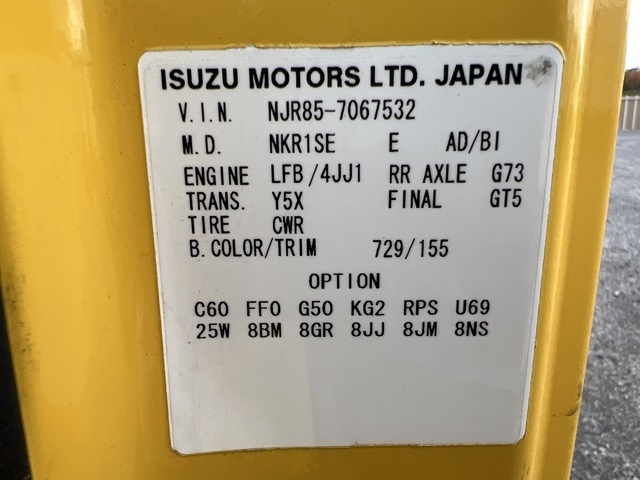 ISUZU MOTORS LTD. JAPAN
V.I.N. NJR85-7067532
M.D. NKR1SE E AD/BI
ENGINE LFB/4JJ1 RR AXLE G73
TRANS. Y5X FINAL GT5
TIRE CWR
B.COLOR/TRIM 729/155
OPTION
C60 FF0 G50 KG2 RPS U69
25W 8BM 8GR 8JJ 8JM 8NS